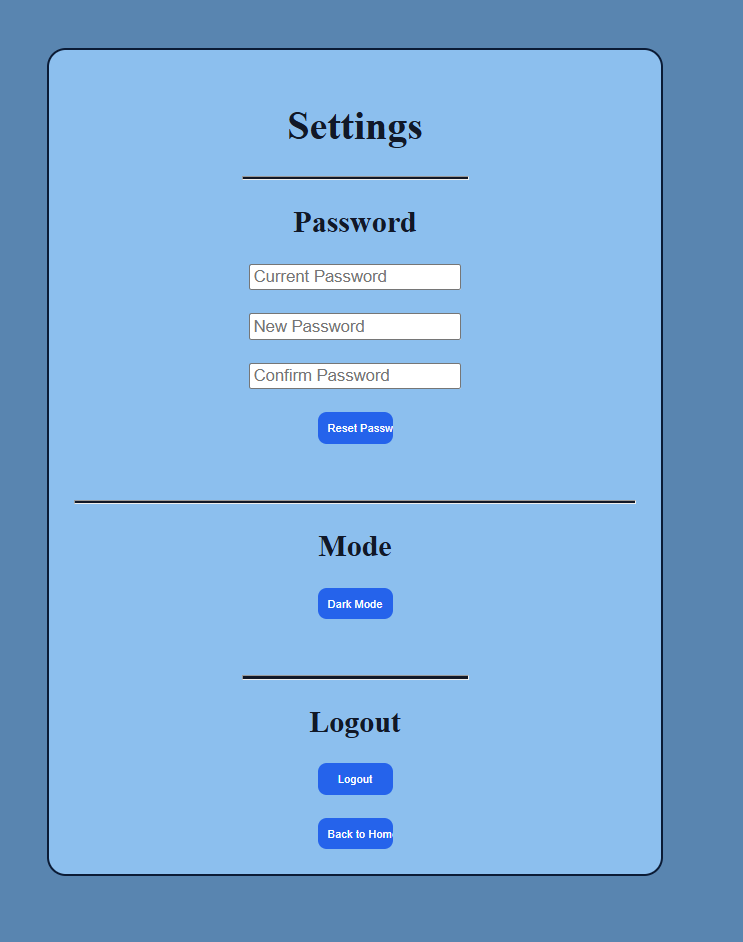 Settings
Password
Current Password
New Password
Confirm Password
Reset Passw
Mode
Dark Mode
Logout
Logout
Back to Hom